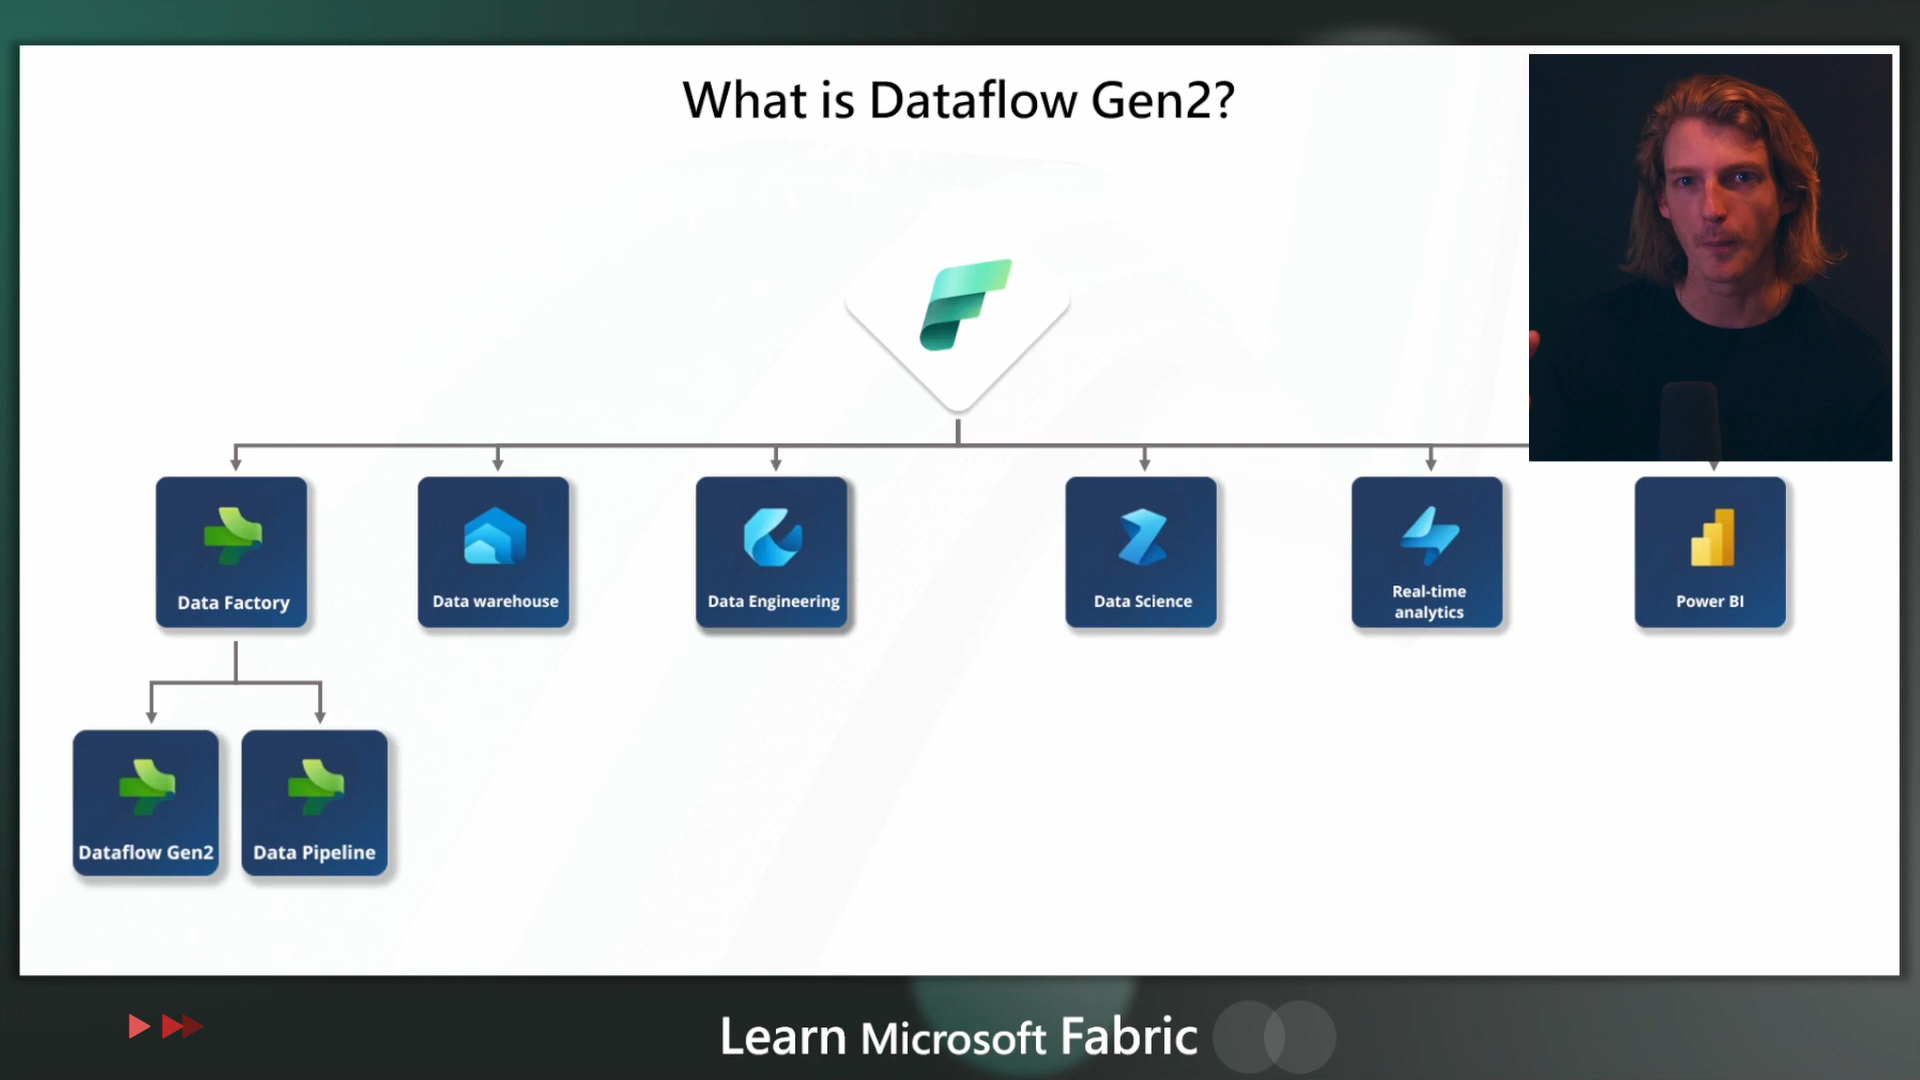 What is Dataflow Gen2?
Data Factory
Data warehouse
Data Engineering
Data Science
Real-time
analytics
Power BI
Dataflow Gen2
Data Pipeline
Learn Microsoft Fabric